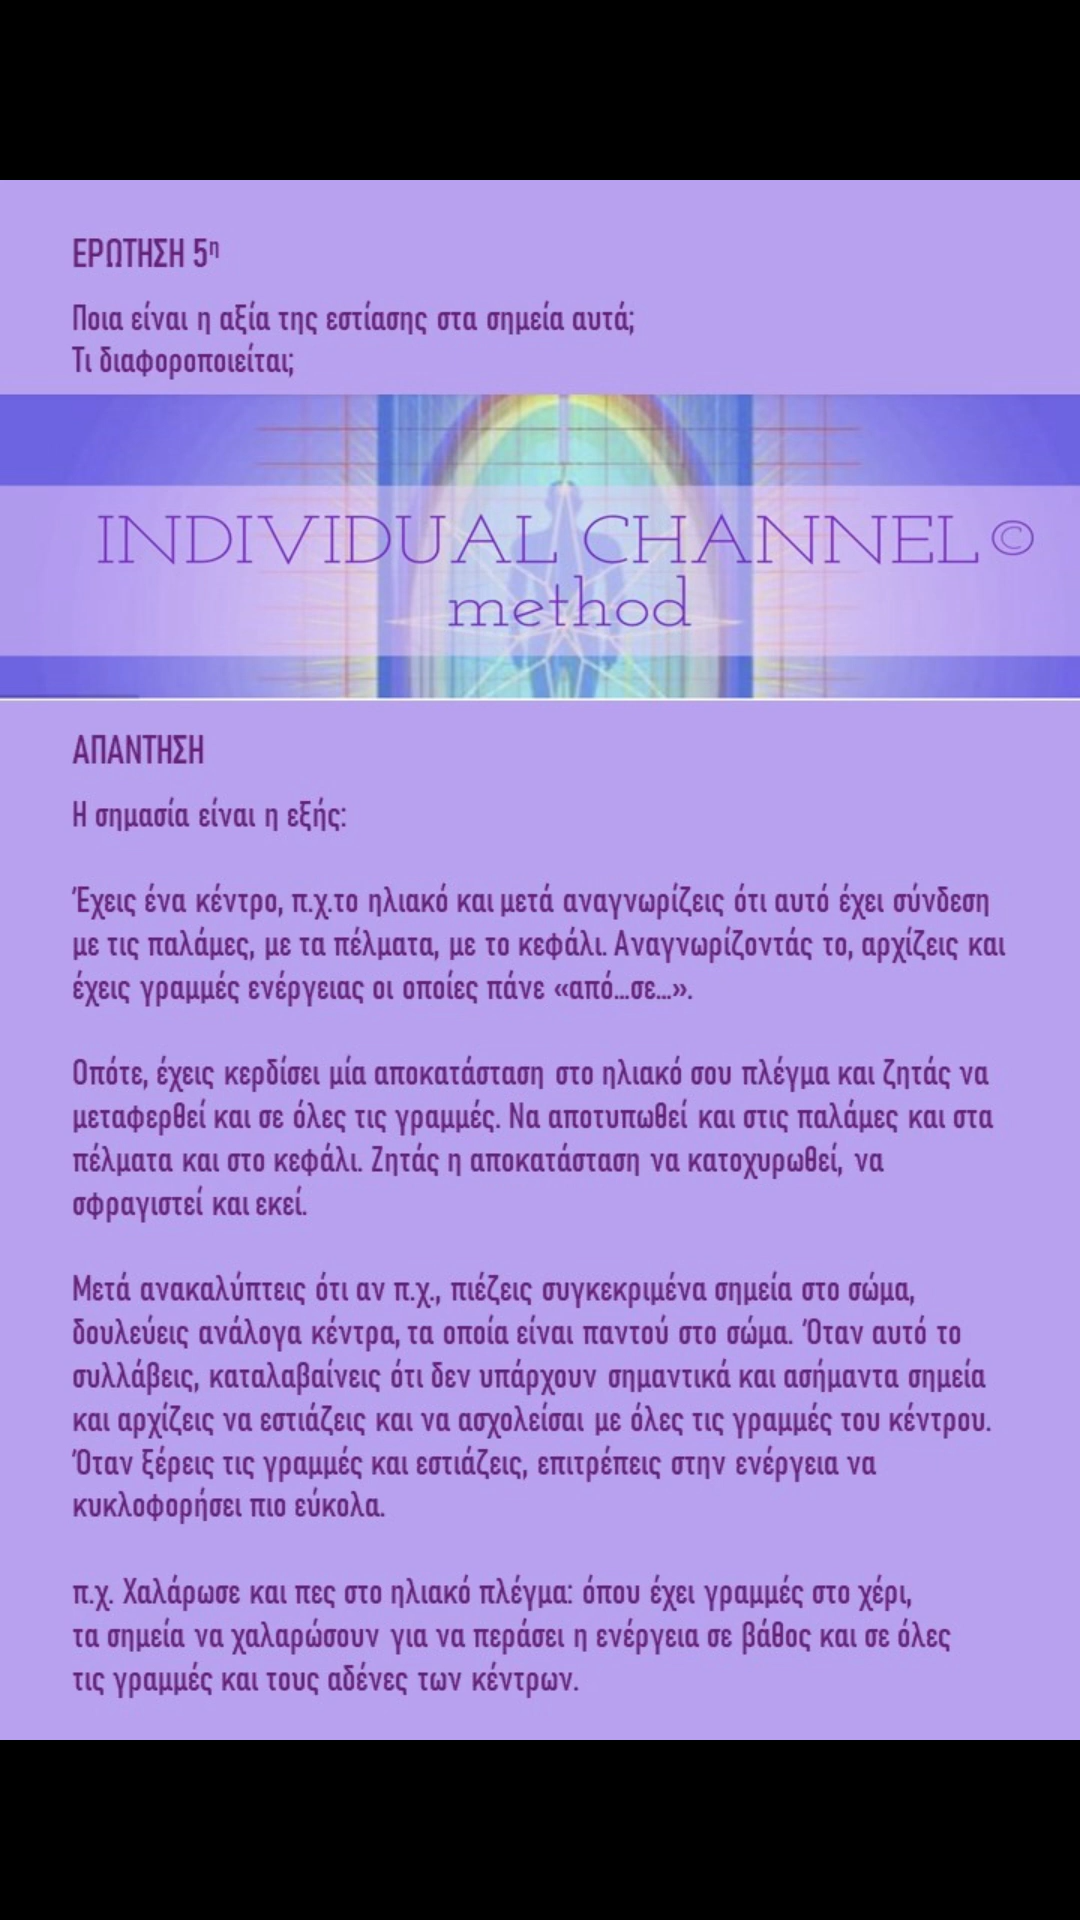 ΕΡΩΤΗΣΗ 5η
Ποια είναι η αξία της εστίασης στα σημεία αυτά;
Τι διαφοροποιείται;
INDIVIDUAL CHANNEL ©
method
ΑΠΑΝΤΗΣΗ
Η σημασία είναι η εξής:
Έχεις ένα κέντρο, π.χ.το ηλιακό και μετά αναγνωρίζεις ότι αυτό έχει σύνδεση
με τις παλάμες, με τα πέλματα, με το κεφάλι. Αναγνωρίζοντάς το, αρχίζεις και
έχεις γραμμές ενέργειας οι οποίες πάνε «από...σε...».
Οπότε, έχεις κερδίσει μία αποκατάσταση στο ηλιακό σου πλέγμα και ζητάς να
μεταφερθεί και σε όλες τις γραμμές. Να αποτυπωθεί και στις παλάμες και στα
πέλματα και στο κεφάλι. Ζητάς η αποκατάσταση να κατοχυρωθεί, να
σφραγιστεί και εκεί.
Μετά ανακαλύπτεις ότι αν π.χ., πιέζεις συγκεκριμένα σημεία στο σώμα,
δουλεύεις ανάλογα κέντρα, τα οποία είναι παντού στο σώμα. Όταν αυτό το
συλλάβεις, καταλαβαίνεις ότι δεν υπάρχουν σημαντικά και ασήμαντα σημεία
και αρχίζεις να εστιάζεις και να ασχολείσαι με όλες τις γραμμές του κέντρου.
Όταν ξέρεις τις γραμμές και εστιάζεις, επιτρέπεις στην ενέργεια να
κυκλοφορήσει πιο εύκολα.
π.χ. Χαλάρωσε και πες στο ηλιακό πλέγμα: όπου έχει γραμμές στο χέρι,
τα σημεία να χαλαρώσουν για να περάσει η ενέργεια σε βάθος και σε όλες
τις γραμμές και τους αδένες των κέντρων.